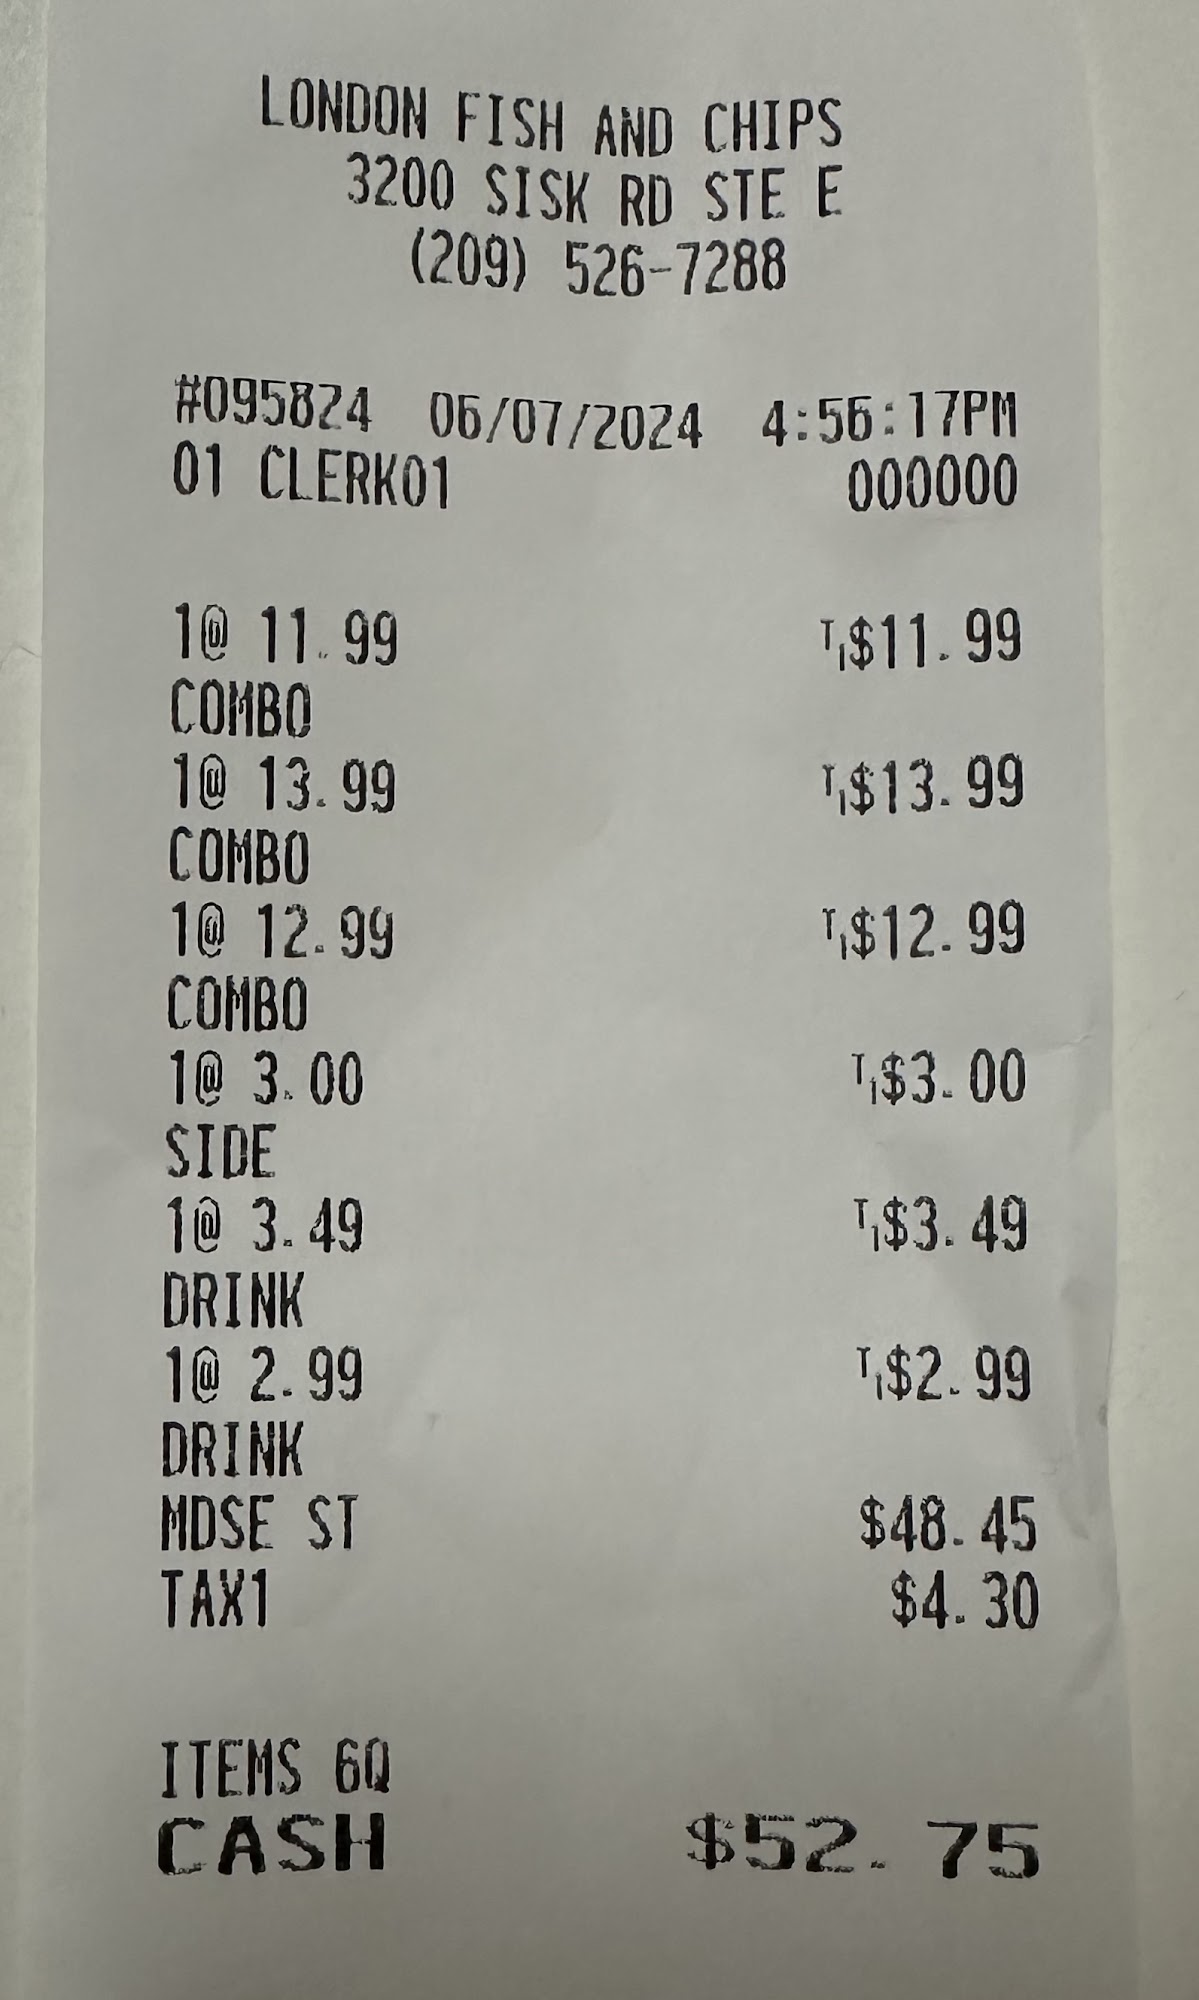 LONDON FISH AND CHIPS
3200 SISK RD STE E
(209) 526-7288
#095824 06/07/2024 4:56:17PM
01 CLERK01 000000
1@ 11.99 T1$11.99
COMBO
1@ 13.99 T1$13.99
COMBO
1@ 12.99 T1$12.99
COMBO
1@ 3.00 T1$3.00
SIDE
1@ 3.49 T1$3.49
DRINK
1@ 2.99 T1$2.99
DRINK
MDSE ST $48.45
TAX1 $4.30
ITEMS 6Q
CASH $52.75